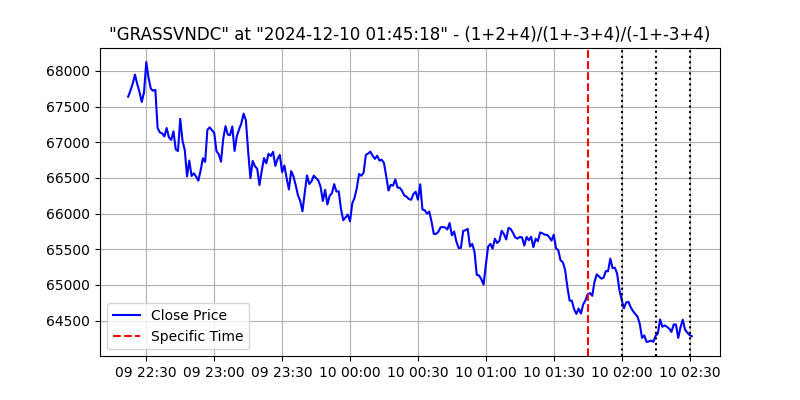 "GRASSVNDC" at "2024-12-10 01:45:18" - (1+2+4)/(1+-3+4)/(-1+-3+4)
68000
67500
67000
66500
66000
65500
65000
64500
Close Price
Specific Time
09 22:30 09 23:00 09 23:30 10 00:00 10 00:30 10 01:00 10 01:30 10 02:00 10 02:30